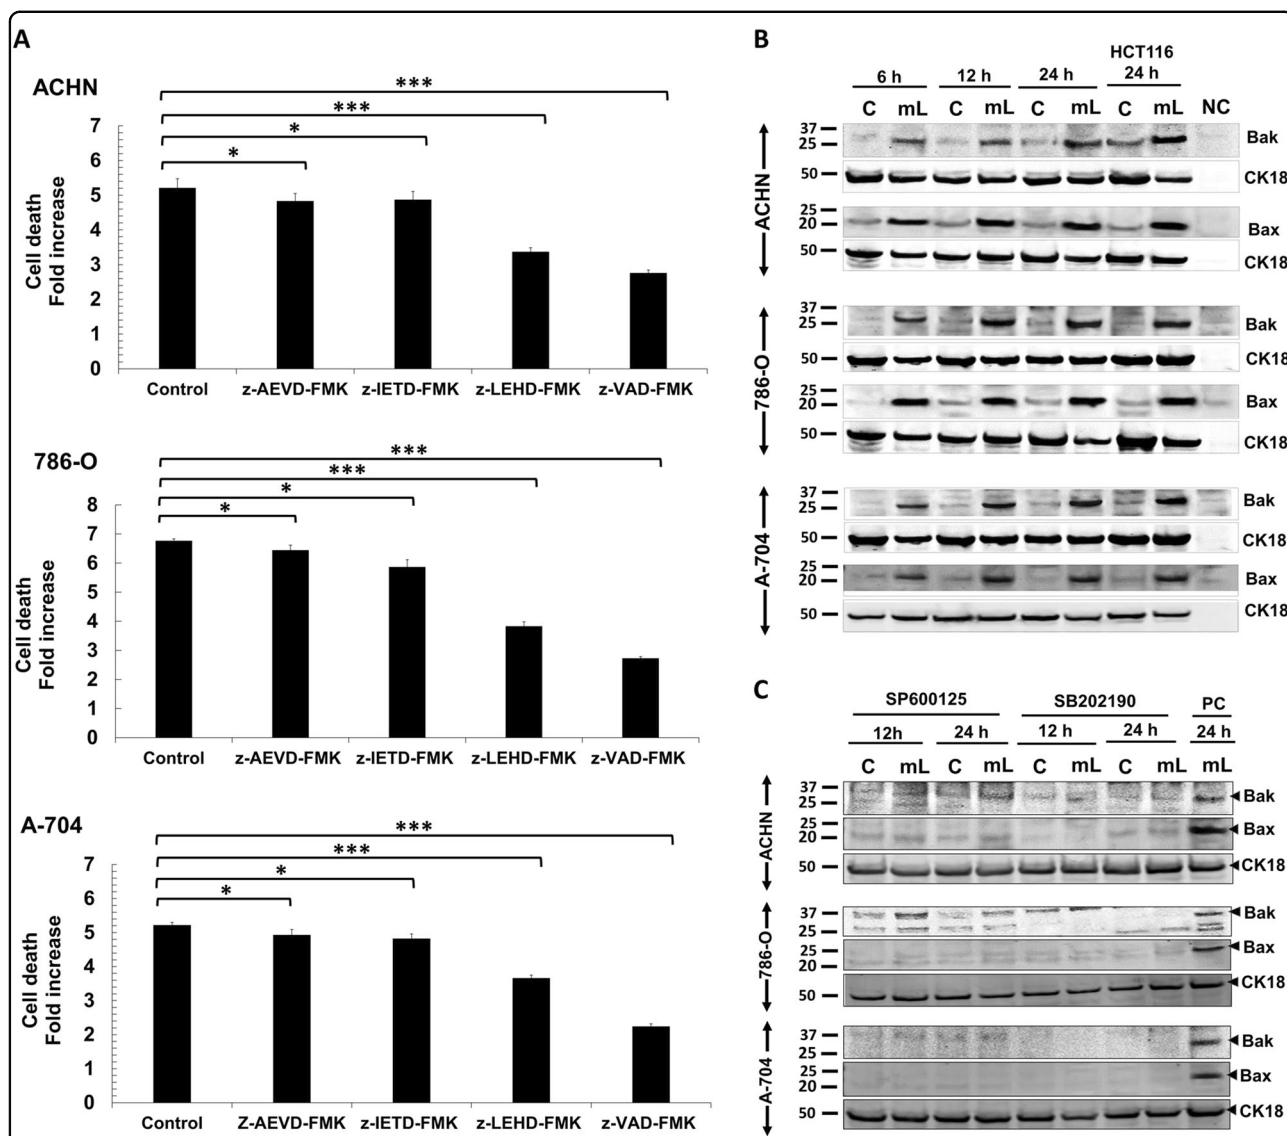 A
ACHN
***
***
*
*
7
6
5
4
3
2
1
0
Cell death
Fold increase
Control z-AEVD-FMK z-IETD-FMK z-LEHD-FMK z-VAD-FMK
786-O
***
***
*
*
8
7
6
5
4
3
2
1
0
Cell death
Fold increase
Control z-AEVD-FMK z-IETD-FMK z-LEHD-FMK z-VAD-FMK
A-704
***
***
*
*
7
6
5
4
3
2
1
0
Cell death
Fold increase
Control Z-AEVD-FMK z-IETD-FMK z-LEHD-FMK z-VAD-FMK
B
HCT116
6 h 12 h 24 h 24 h
C mL C mL C mL C mL NC
ACHN
37
25
Bak
50
CK18
25
20
Bax
50
CK18
786-O
37
25
Bak
50
CK18
25
20
Bax
50
CK18
A-704
37
25
Bak
50
CK18
25
20
Bax
50
CK18
C
SP600125 SB202190 PC
12h 24 h 12 h 24 h 24 h
C mL C mL C mL C mL mL
ACHN
37
25
Bak
25
20
Bax
50
CK18
786-O
37
25
Bak
25
20
Bax
50
CK18
A-704
37
25
Bak
25
20
Bax
50
CK18